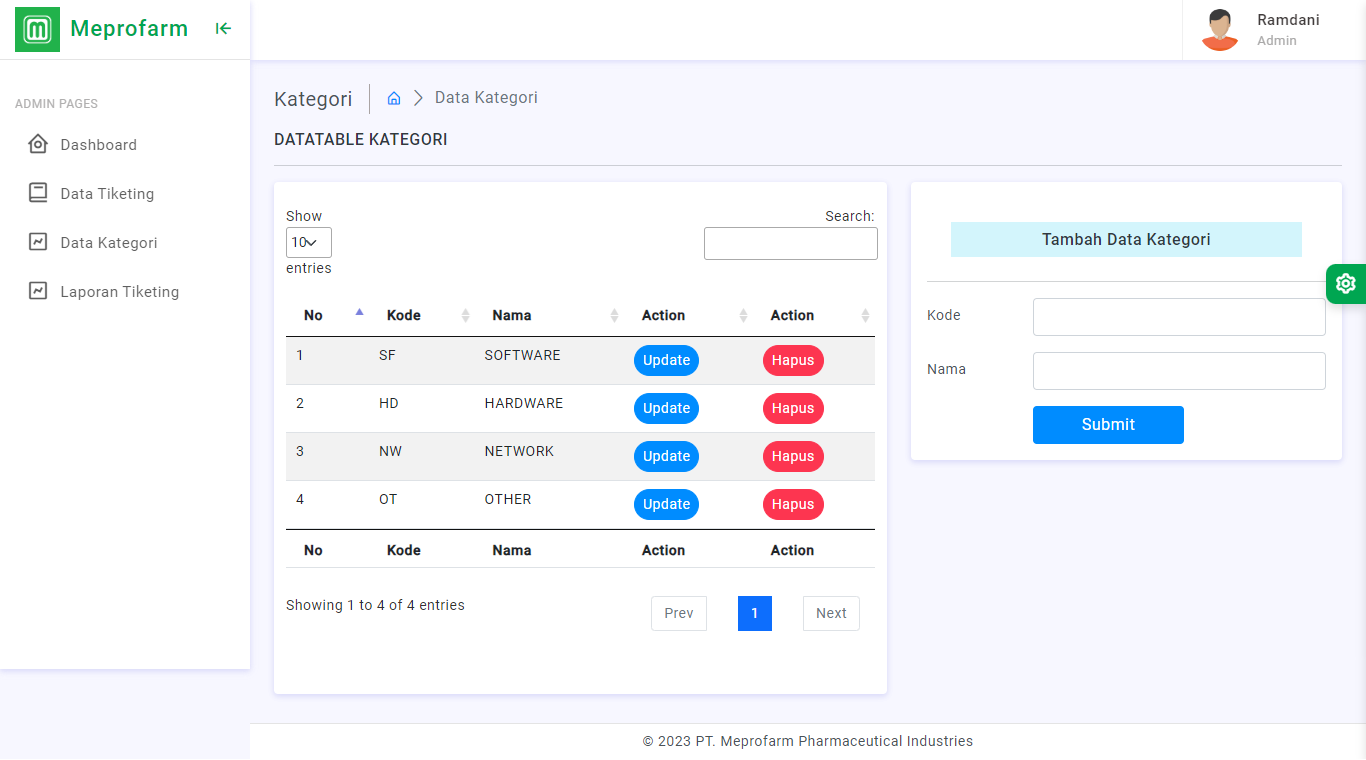 Meprofarm
Ramdani
Admin
ADMIN PAGES
Dashboard
Data Tiketing
Data Kategori
Laporan Tiketing
Kategori
Data Kategori
DATATABLE KATEGORI
Show
10
entries
Search:
No Kode Nama Action Action
1 SF SOFTWARE Update Hapus
2 HD HARDWARE Update Hapus
3 NW NETWORK Update Hapus
4 OT OTHER Update Hapus
No Kode Nama Action Action
Showing 1 to 4 of 4 entries
Prev 1 Next
Tambah Data Kategori
Kode
Nama
Submit
© 2023 PT. Meprofarm Pharmaceutical Industries